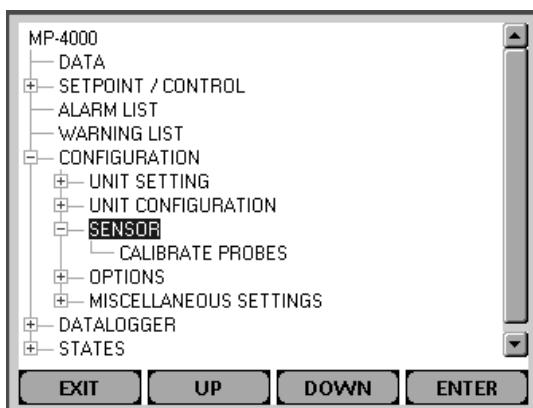 MP-4000
DATA
SETPOINT / CONTROL
ALARM LIST
WARNING LIST
CONFIGURATION
UNIT SETTING
UNIT CONFIGURATION
SENSOR
CALIBRATE PROBES
OPTIONS
MISCELLANEOUS SETTINGS
DATALOGGER
STATES
EXIT UP DOWN ENTER